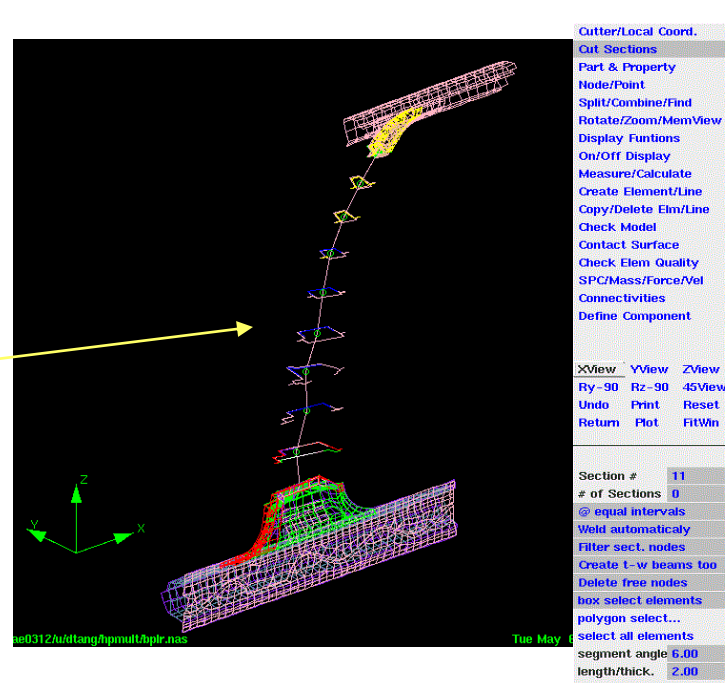 Cutter/Local Coord.
Cut Sections
Part & Property
Node/Point
Split/Combine/Find
Rotate/Zoom/MemView
Display Funtions
On/Off Display
Measure/Calculate
Create Element/Line
Copy/Delete Elm/Line
Check Model
Contact Surface
Check Elem Quality
SPC/Mass/Force/Vel
Connectivities
Define Component
XView YView ZView
Ry-90 Rz-90 45View
Undo Print Reset
Return Plot FitWin
Section # 11
# of Sections 0
@ equal intervals
Weld automaticaly
Filter sect. nodes
Create t-w beams too
Delete free nodes
box select elements
polygon select...
select all elements
segment angle 6.00
length/thick. 2.00
Z
Y
X
ae0312/u/dtang/hpmult/bplr.nas
Tue May